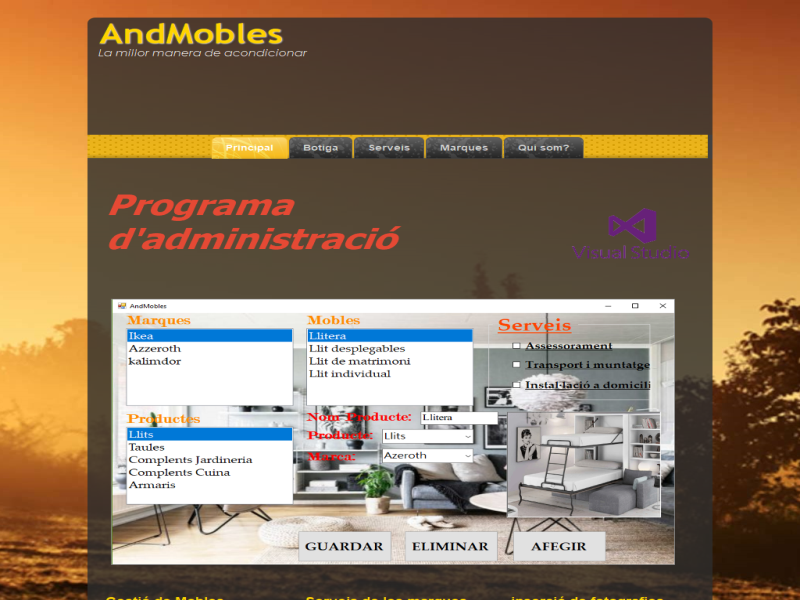 AndMobles
La millor manera de acondicionar
Principal
Botiga
Serveis
Marques
Qui som?
Programa
d'administració
Visual Studio
AndMobles
Marques
Ikea
Azzeroth
kalimdor
Mobles
Llitera
Llit desplegables
Llit de matrimoni
Llit individual
Serveis
Assessorament
Transport i muntatge
Instal·lació a domicili
Productes
Llits
Taules
Complents Jardineria
Complents Cuina
Armaris
Nom Producte: Llitera
Producte: Llits
Marca: Azeroth
GUARDAR
ELIMINAR
AFEGIR
Gestió de Mobles
Serveis de les marques
inserció de fotografies